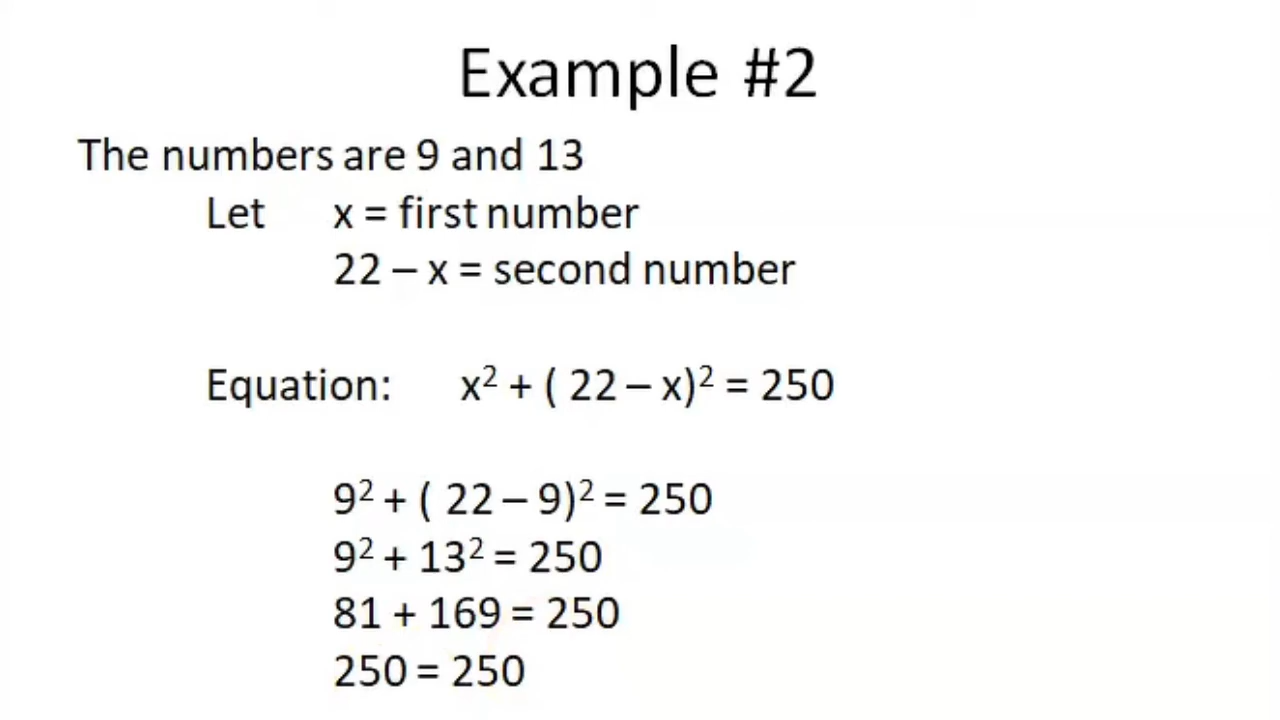 Example #2
The numbers are 9 and 13
Let x = first number
22 – x = second number
Equation: x² + ( 22 – x)² = 250
9² + ( 22 – 9)² = 250
9² + 13² = 250
81 + 169 = 250
250 = 250